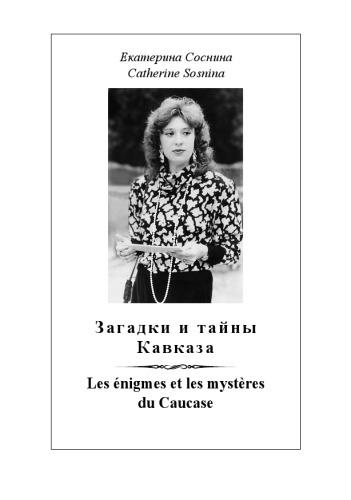 Екатерина Соснина
Catherine Sosnina
Загадки и тайны
Кавказа
Les énigmes et les mystères
du Caucase